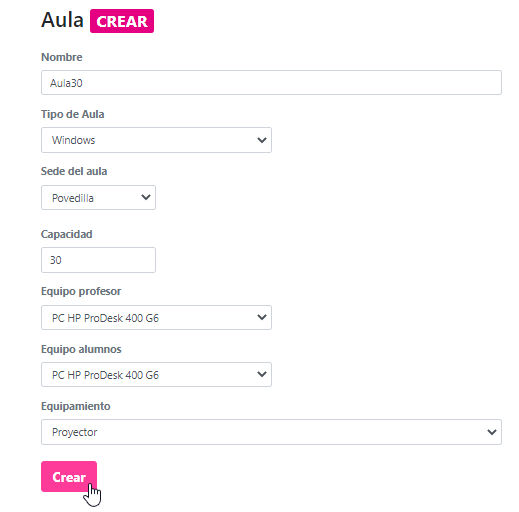 Aula CREAR
Nombre
Aula30
Tipo de Aula
Windows
Sede del aula
Povedilla
Capacidad
30
Equipo profesor
PC HP ProDesk 400 G6
Equipo alumnos
PC HP ProDesk 400 G6
Equipamiento
Proyector
Crear